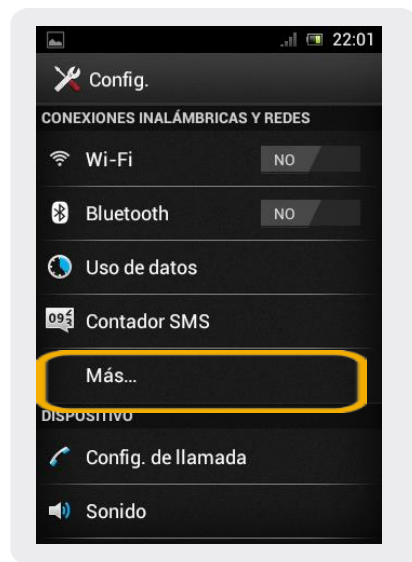 22:01
Config.
CONEXIONES INALÁMBRICAS Y REDES
Wi-Fi NO
Bluetooth NO
Uso de datos
Contador SMS
Más...
DISPOSITIVO
Config. de llamada
Sonido